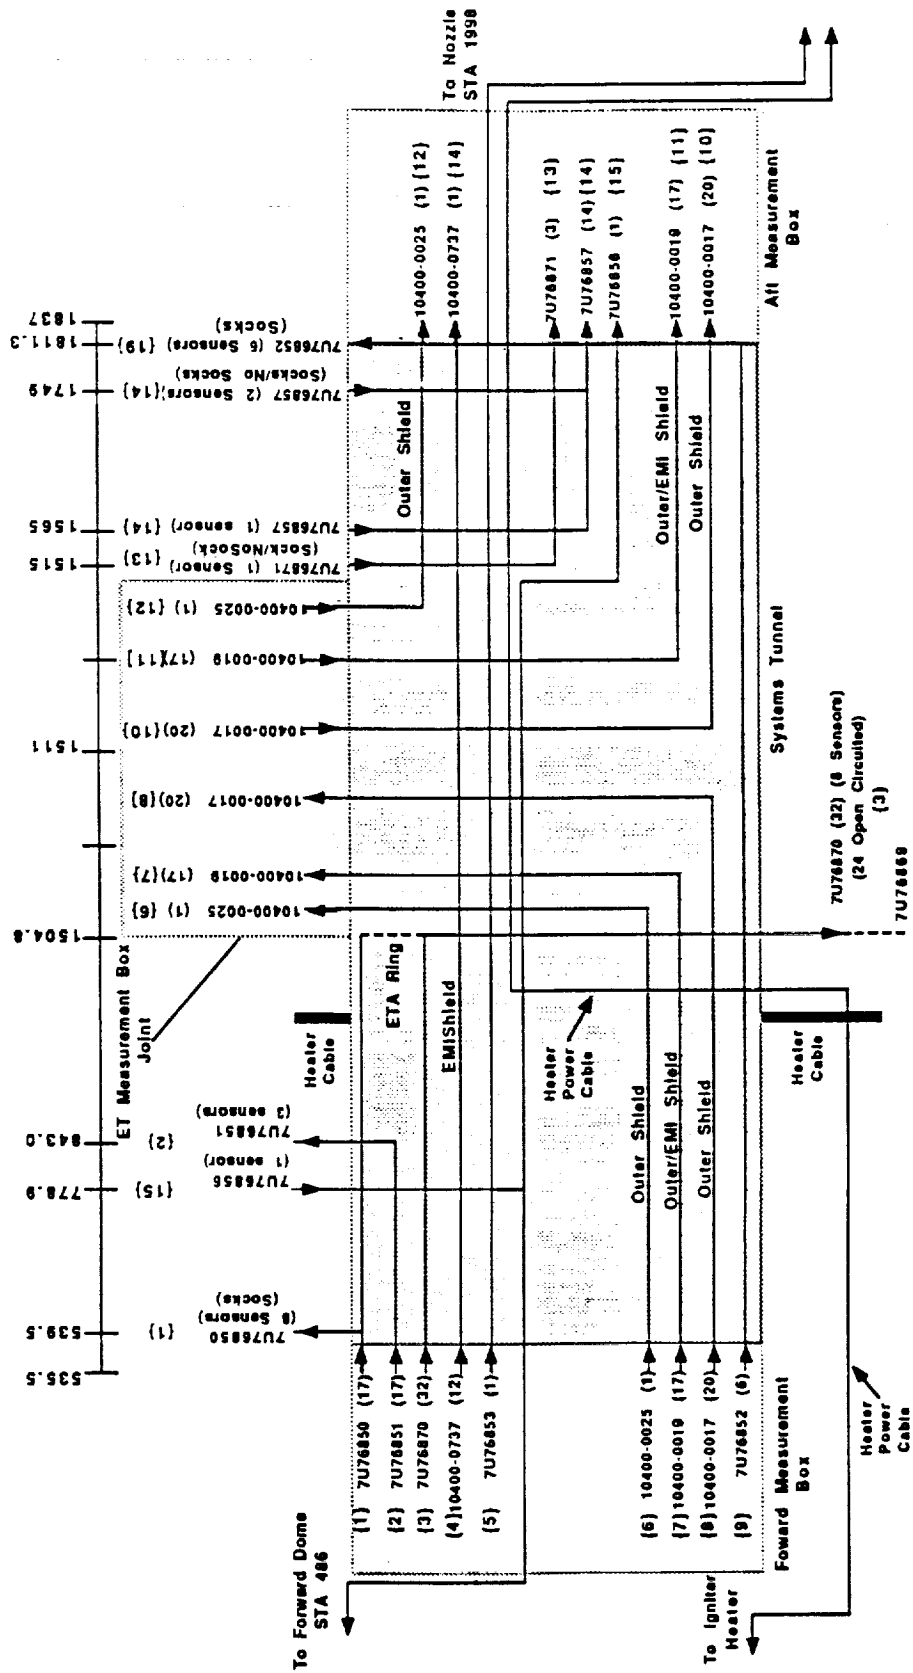 535.5
539.5
778.9
843.0
1504.8
1511
1515
1565
1749
1811.3
1837
ET Measurement Box
Joint
{1}
7U76850 (8 Sensors)
(Socks)
{15}
7U76856
(1 sensor)
{2}
7U76851
(3 sensors)
10400-0025 (1) {6}
10400-0019 (17){7}
10400-0017 (20){8}
10400-0017 (20){10}
10400-0019 (17){11}
10400-0025 (1) {12}
7U76871 (1 Sensor) {13}
(Sock/NoSock)
7U76857 (1 sensor) {14}
7U76857 (2 Sensors) {14}
(Socks/No Socks)
7U76852 (6 Sensors) {19}
(Socks)
Heater
Cable
ETA Ring
EMIShield
Heater
Power
Cable
Outer Shield
Outer/EMI Shield
Outer Shield
Outer Shield
Outer/EMI Shield
Outer Shield
{1} 7U76850 (17)
{2} 7U76851 (17)
{3} 7U76870 (32)
{4}10400-0737 (12)
{5} 7U76853 (1)
{6} 10400-0025 (1)
{7} 10400-0019 (17)
{8} 10400-0017 (20)
{9} 7U76852 (6)
10400-0025 (1) {12}
10400-0737 (1) {14}
7U76871 (3) {13}
7U76857 (14) {14}
7U76856 (1) {15}
10400-0019 (17) {11}
10400-0017 (20) {10}
To Nozzle
STA 1998
To Forward Dome
STA 486
To Igniter
Heater
Foward Measurement
Box
Heater
Cable
Systems Tunnel
Aft Measurement
Box
7U76870 (32) (8 Sensors)
(24 Open Circuited)
{3}
7U76869
Heater
Power
Cable